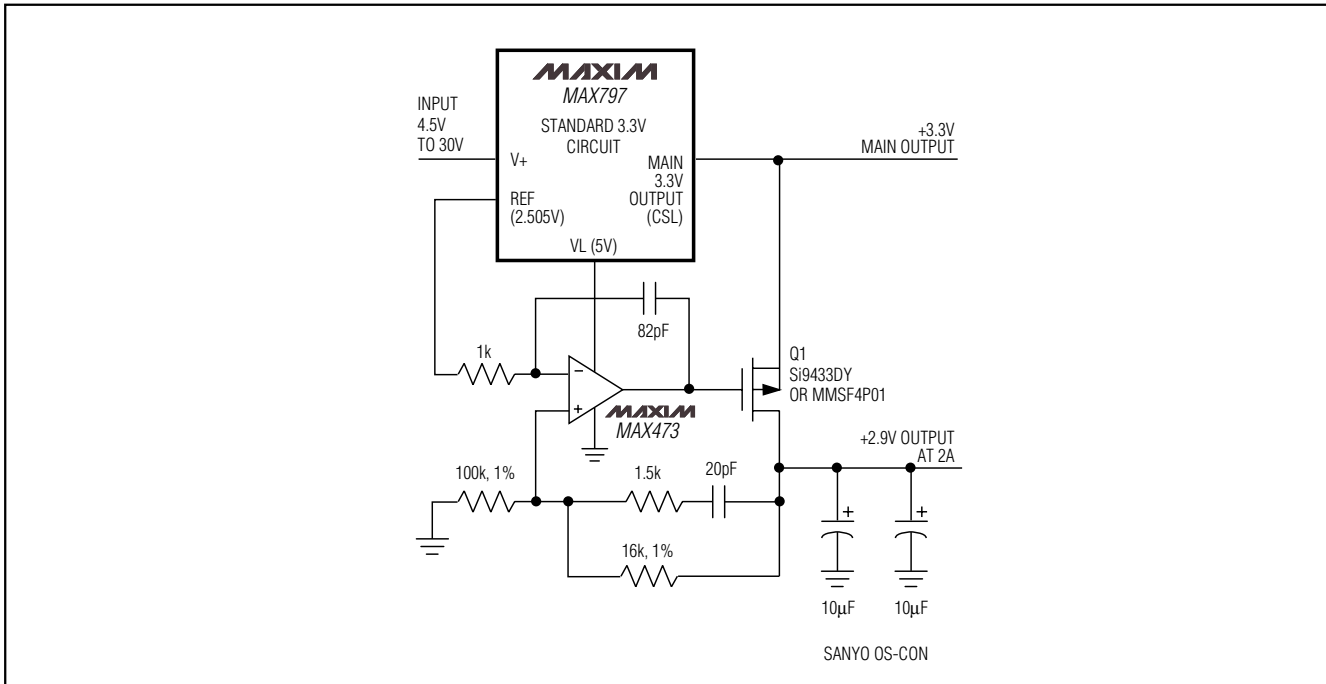 MAXIM
MAX797
STANDARD 3.3V
CIRCUIT
INPUT
4.5V
TO 30V
V+
REF
(2.505V)
MAIN
3.3V
OUTPUT
(CSL)
VL (5V)
+3.3V
MAIN OUTPUT
82pF
1k
−
+
MAXIM
MAX473
Q1
Si9433DY
OR MMSF4P01
+2.9V OUTPUT
AT 2A
100k, 1%
1.5k
20pF
16k, 1%
+
+
10µF
10µF
SANYO OS-CON